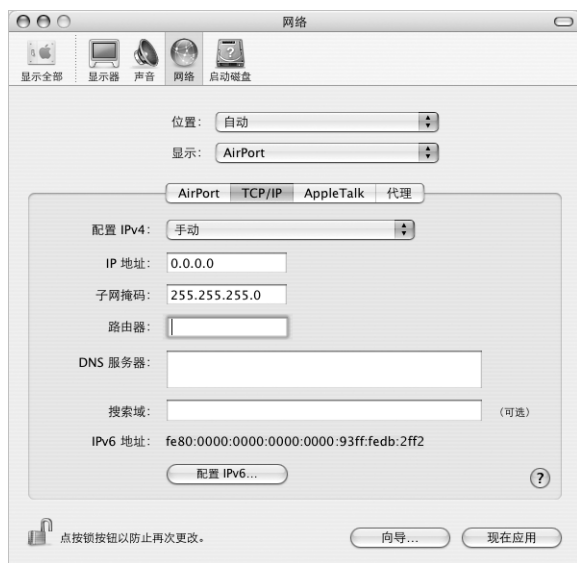 网络
显示全部 显示器 声音 网络 启动磁盘
位置： 自动
显示： AirPort
AirPort TCP/IP AppleTalk 代理
配置 IPv4： 手动
IP 地址： 0.0.0.0
子网掩码： 255.255.255.0
路由器：
DNS 服务器：
搜索域： （可选）
IPv6 地址： fe80:0000:0000:0000:0000:93ff:fedb:2ff2
配置 IPv6...
?
点按锁按钮以防止再次更改。 向导... 现在应用